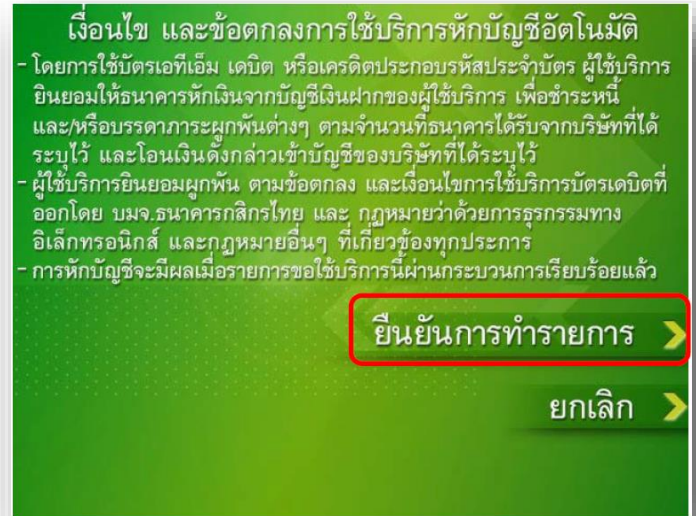 เงื่อนไข และข้อตกลงการใช้บริการหักบัญชีอัตโนมัติ
- โดยการใช้บัตรเอทีเอ็ม เดบิต หรือเครดิตประกอบรหัสประจำบัตร ผู้ใช้บริการ
ยินยอมให้ธนาคารหักเงินจากบัญชีเงินฝากของผู้ใช้บริการ เพื่อชำระหนี้
และ/หรือบรรดาภาระผูกพันต่างๆ ตามจำนวนที่ธนาคารได้รับจากบริษัทที่ได้
ระบุไว้ และโอนเงินดังกล่าวเข้าบัญชีของบริษัทที่ได้ระบุไว้
- ผู้ใช้บริการยินยอมผูกพัน ตามข้อตกลง และเงื่อนไขการใช้บริการบัตรเดบิตที่
ออกโดย บมจ.ธนาคารกสิกรไทย และ กฎหมายว่าด้วยการธุรกรรมทาง
อิเล็กทรอนิกส์ และกฎหมายอื่นๆ ที่เกี่ยวข้องทุกประการ
- การหักบัญชีจะมีผลเมื่อรายการขอใช้บริการนี้ผ่านกระบวนการเรียบร้อยแล้ว
ยืนยันการทำรายการ
ยกเลิก